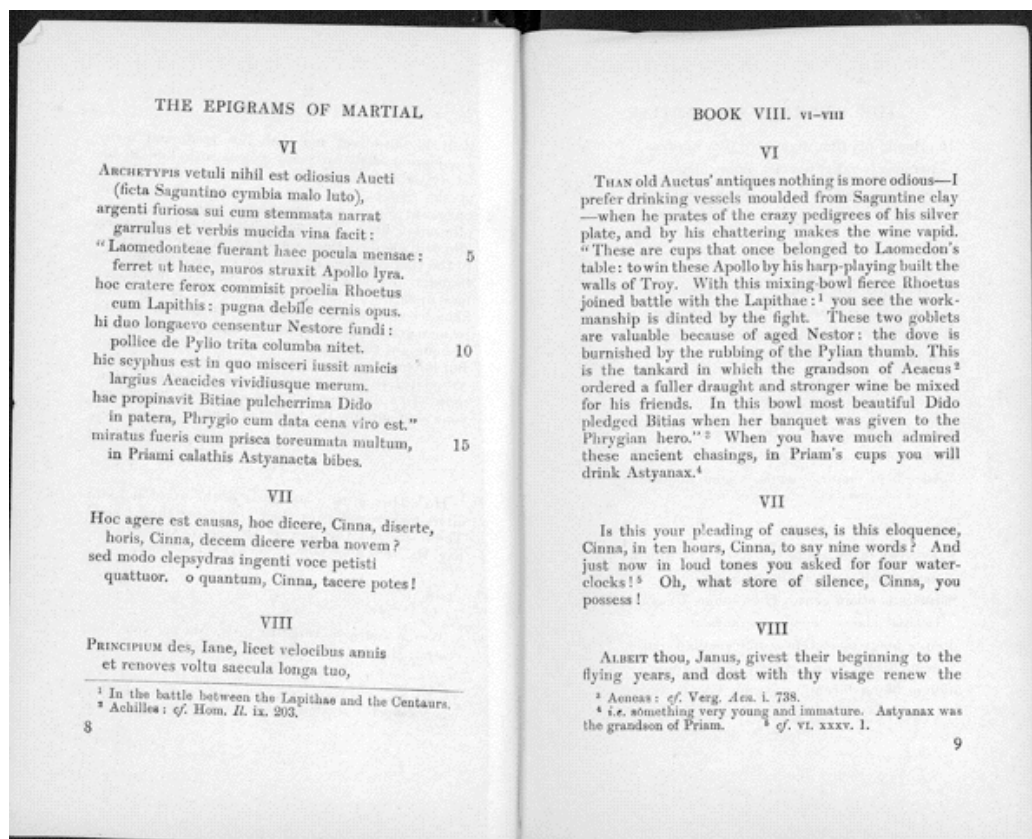 THE EPIGRAMS OF MARTIAL
VI
ARCHETYPIS vetuli nihil est odiosius Aucti
(ficta Saguntino cymbia malo luto),
argenti furiosa sui cum stemmata narrat
garrulus et verbis mucida vina facit:
"Laomedonteae fuerant haec pocula mensae: 5
ferret ut haec, muros struxit Apollo lyra.
hoc cratere ferox commisit proelia Rhoetus
cum Lapithis: pugna debile cernis opus.
hi duo longaevo censentur Nestore fundi:
pollice de Pylio trita columba nitet. 10
hic scyphus est in quo misceri iussit amicis
largius Aeacides vividiusque merum.
hac propinavit Bitiae pulcherrima Dido
in patera, Phrygio cum data cena viro est."
miratus fueris cum prisca toreumata multum, 15
in Priami calathis Astyanacta bibes.
VII
Hoc agere est causas, hoc dicere, Cinna, diserte,
horis, Cinna, decem dicere verba novem?
sed modo clepsydras ingenti voce petisti
quattuor. o quantum, Cinna, tacere potes!
VIII
PRINCIPIUM des, Iane, licet velocibus annis
et renoves voltu saecula longa tuo,
¹ In the battle between the Lapithae and the Centaurs.
² Achilles: cf. Hom. Il. ix. 203.
8
BOOK VIII. VI-VIII
VI
THAN old Auctus' antiques nothing is more odious—I
prefer drinking vessels moulded from Saguntine clay
—when he prates of the crazy pedigrees of his silver
plate, and by his chattering makes the wine vapid.
"These are cups that once belonged to Laomedon's
table: to win these Apollo by his harp-playing built the
walls of Troy. With this mixing-bowl fierce Rhoetus
joined battle with the Lapithae:¹ you see the work-
manship is dinted by the fight. These two goblets
are valuable because of aged Nestor: the dove is
burnished by the rubbing of the Pylian thumb. This
is the tankard in which the grandson of Aeacus²
ordered a fuller draught and stronger wine be mixed
for his friends. In this bowl most beautiful Dido
pledged Bitias when her banquet was given to the
Phrygian hero."³ When you have much admired
these ancient chasings, in Priam's cups you will
drink Astyanax.⁴
VII
Is this your pleading of causes, is this eloquence,
Cinna, in ten hours, Cinna, to say nine words? And
just now in loud tones you asked for four water-
clocks!⁵ Oh, what store of silence, Cinna, you
possess!
VIII
ALBEIT thou, Janus, givest their beginning to the
flying years, and dost with thy visage renew the
³ Aeneas: cf. Verg. Aen. i. 738.
⁴ i.e. something very young and immature. Astyanax was
the grandson of Priam. ⁵ cf. VI. xxxv. 1.
9